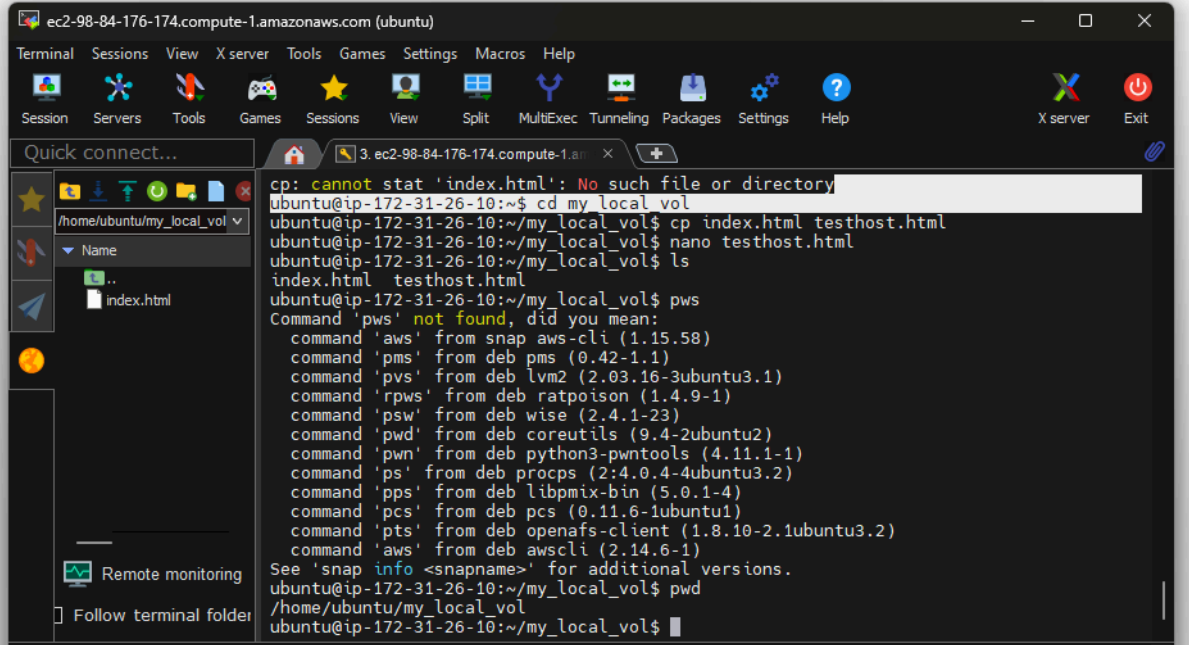 ec2-98-84-176-174.compute-1.amazonaws.com (ubuntu)
Terminal Sessions View X server Tools Games Settings Macros Help
Session Servers Tools Games Sessions View Split MultiExec Tunneling Packages Settings Help X server Exit
Quick connect...
3. ec2-98-84-176-174.compute-1.am
/home/ubuntu/my_local_vol
Name
..
index.html
Remote monitoring
Follow terminal folder
cp: cannot stat 'index.html': No such file or directory
ubuntu@ip-172-31-26-10:~$ cd my_local_vol
ubuntu@ip-172-31-26-10:~/my_local_vol$ cp index.html testhost.html
ubuntu@ip-172-31-26-10:~/my_local_vol$ nano testhost.html
ubuntu@ip-172-31-26-10:~/my_local_vol$ ls
index.html  testhost.html
ubuntu@ip-172-31-26-10:~/my_local_vol$ pws
Command 'pws' not found, did you mean:
  command 'aws' from snap aws-cli (1.15.58)
  command 'pms' from deb pms (0.42-1.1)
  command 'pvs' from deb lvm2 (2.03.16-3ubuntu3.1)
  command 'rpws' from deb ratpoison (1.4.9-1)
  command 'psw' from deb wise (2.4.1-23)
  command 'pwd' from deb coreutils (9.4-2ubuntu2)
  command 'pwn' from deb python3-pwntools (4.11.1-1)
  command 'ps' from deb procps (2:4.0.4-4ubuntu3.2)
  command 'pps' from deb libpmix-bin (5.0.1-4)
  command 'pcs' from deb pcs (0.11.6-1ubuntu1)
  command 'pts' from deb openafs-client (1.8.10-2.1ubuntu3.2)
  command 'aws' from deb awscli (2.14.6-1)
See 'snap info <snapname>' for additional versions.
ubuntu@ip-172-31-26-10:~/my_local_vol$ pwd
/home/ubuntu/my_local_vol
ubuntu@ip-172-31-26-10:~/my_local_vol$